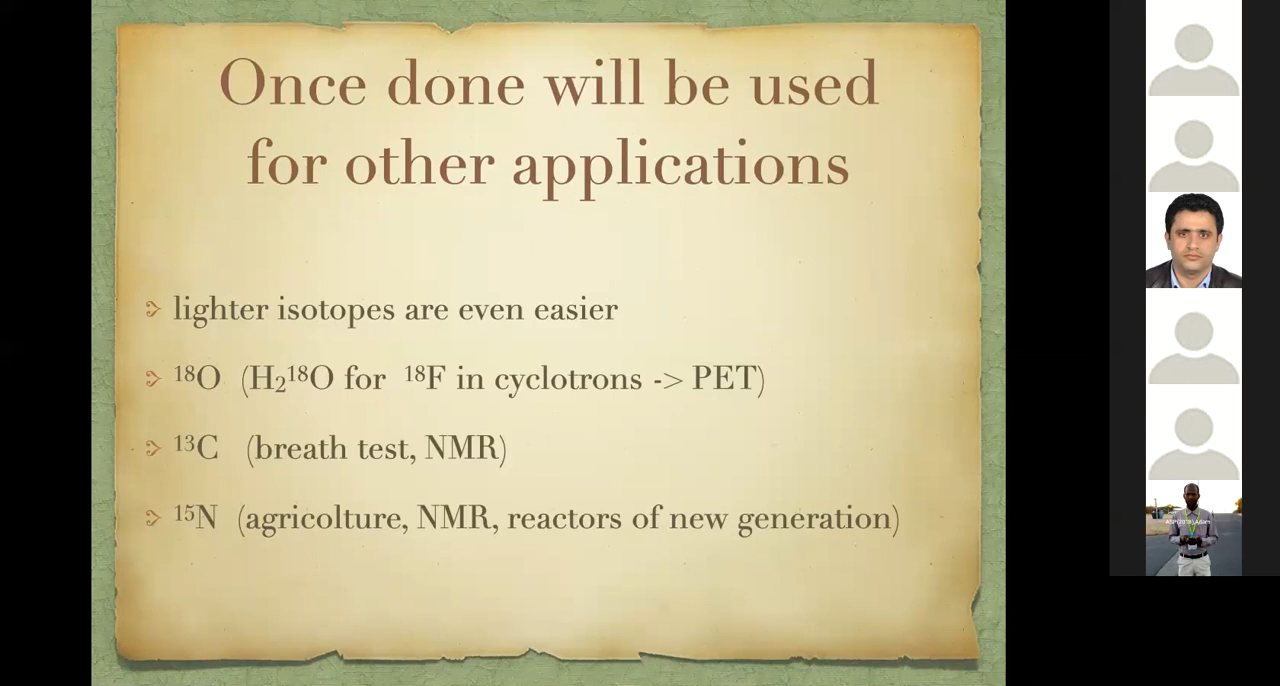 Once done will be used
for other applications
lighter isotopes are even easier
¹⁸O (H₂¹⁸O for ¹⁸F in cyclotrons -> PET)
¹³C (breath test, NMR)
¹⁵N (agricolture, NMR, reactors of new generation)